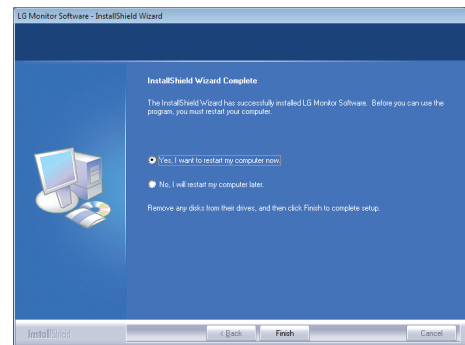 LG Monitor Software - InstallShield Wizard
InstallShield Wizard Complete
The InstallShield Wizard has successfully installed LG Monitor Software. Before you can use the
program, you must restart your computer.
Yes, I want to restart my computer now.
No, I will restart my computer later.
Remove any disks from their drives, and then click Finish to complete setup.
InstallShield
< Back
Finish
Cancel